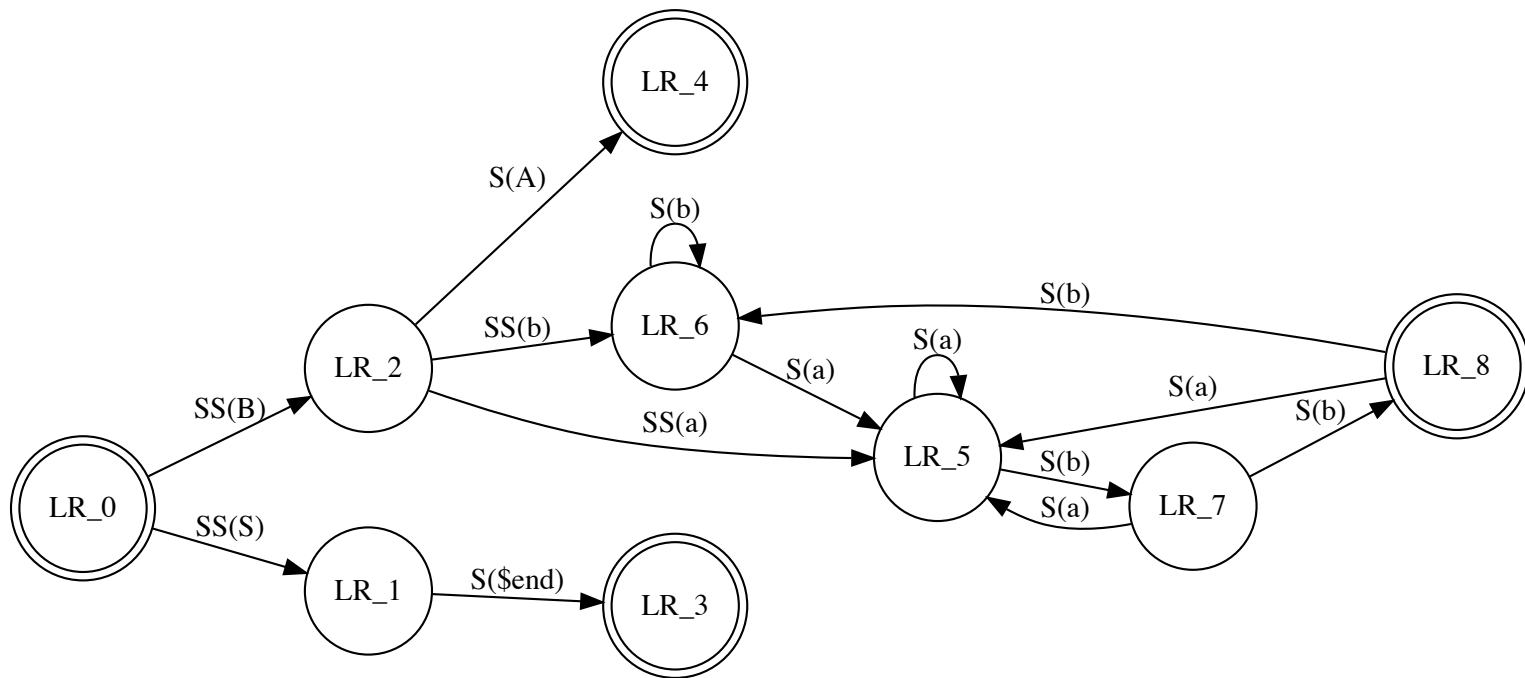 LR_4
S(A)
S(b)
LR_6
SS(b)
S(b)
LR_2
S(a)
S(a)
LR_8
S(a)
SS(B)
SS(a)
S(b)
LR_5
S(b)
LR_0
LR_7
S(a)
SS(S)
S($end)
LR_1
LR_3